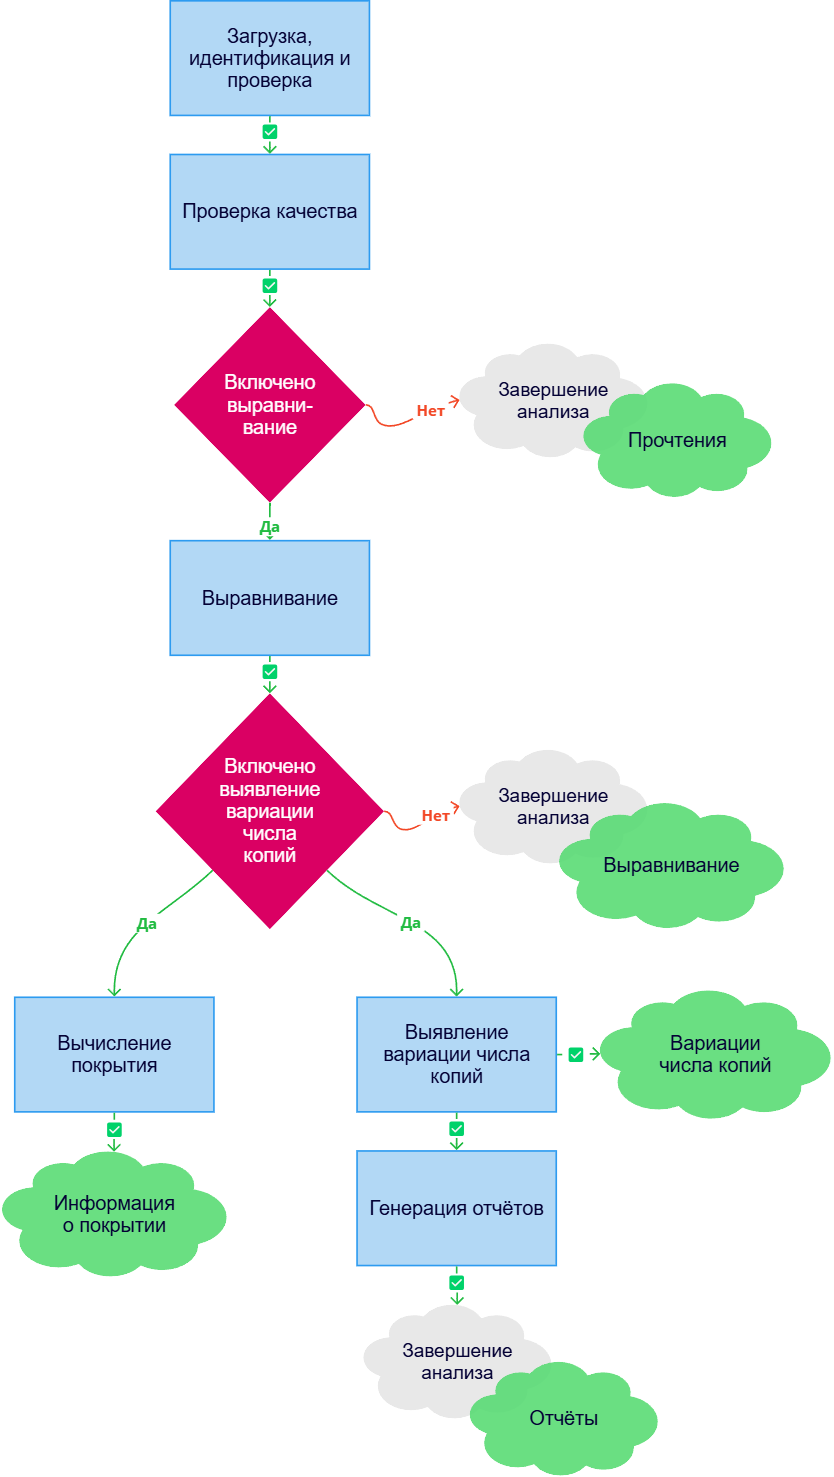 Загрузка,
идентификация и
проверка
Проверка качества
Включено
выравни-
вание
Нет
Завершение
анализа
Прочтения
Да
Выравнивание
Включено
выявление
вариации
числа
копий
Нет
Завершение
анализа
Выравнивание
Да
Да
Вычисление
покрытия
Выявление
вариации числа
копий
Вариации
числа копий
Информация
о покрытии
Генерация отчётов
Завершение
анализа
Отчёты